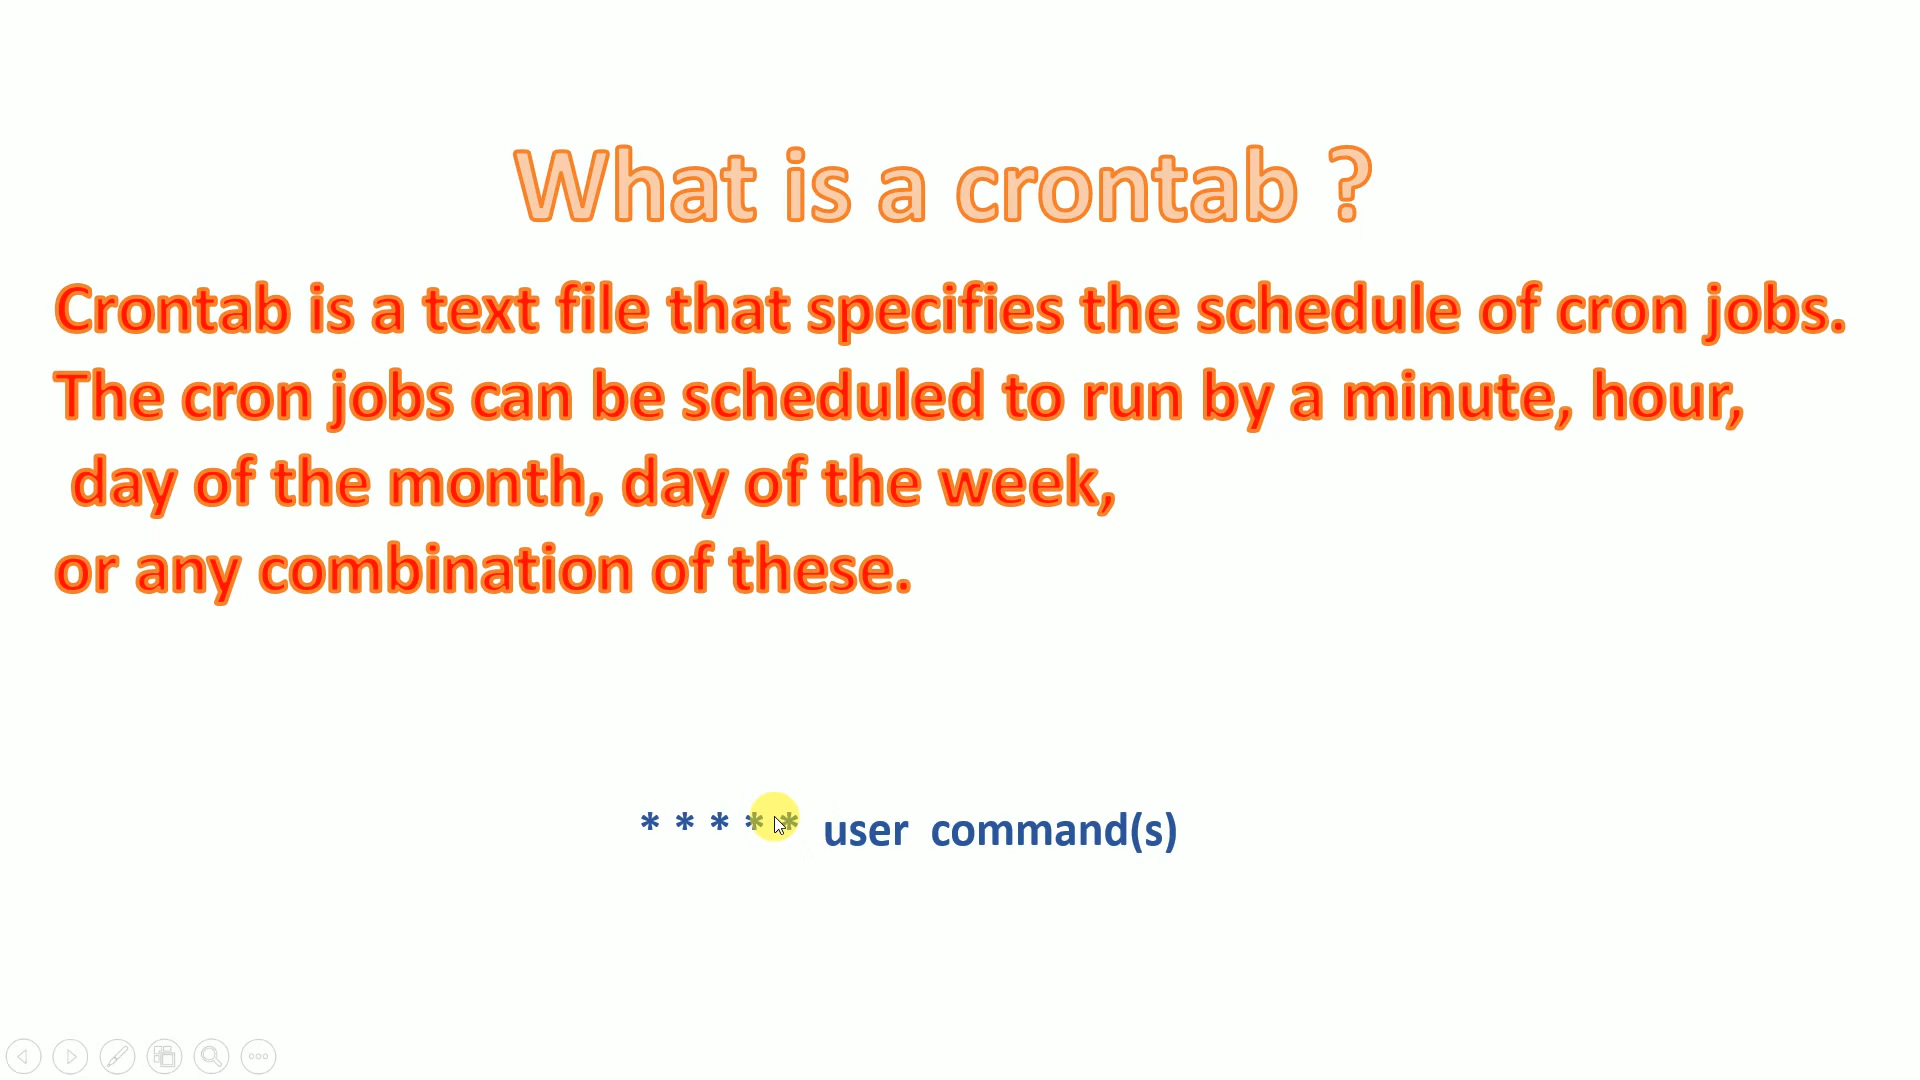 What is a crontab ?
Crontab is a text file that specifies the schedule of cron jobs.
The cron jobs can be scheduled to run by a minute, hour,
day of the month, day of the week,
or any combination of these.
* * * * * user command(s)